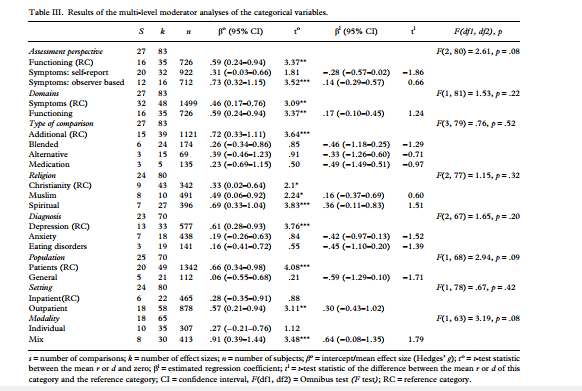 Table III. Results of the multi-level moderator analyses of the categorical variables.
S k n β⁰ (95% CI) t⁰ β¹ (95% CI) t¹ F(df1, df2), p
Assessment perspective 27 83 F(2, 80) = 2.61, p = .08
Functioning (RC) 16 35 726 .59 (0.24–0.94) 3.37**
Symptoms: self-report 20 32 922 .31 (−0.03–0.66) 1.81 −.28 (−0.57–0.02) −1.86
Symptoms: observer based 12 16 712 .73 (0.32–1.15) 3.52*** .14 (−0.29–0.57) 0.66
Domains 27 83 F(1, 81) = 1.53, p = .22
Symptoms (RC) 32 48 1499 .46 (0.17–0.76) 3.09**
Functioning 16 35 726 .59 (0.24–0.94) 3.37** .17 (−0.10–0.45) 1.24
Type of comparison 27 83 F(3, 79) = .76, p = .52
Additional (RC) 15 39 1121 .72 (0.33–1.11) 3.64***
Blended 6 24 174 .26 (−0.34–0.86) .85 −.46 (−1.18–0.25) −1.29
Alternative 3 15 69 .39 (−0.46–1.23) .91 −.33 (−1.26–0.60) −0.71
Medication 3 5 135 .23 (−0.69–1.15) .50 −.49 (−1.49–0.51) −0.97
Religion 24 80 F(2, 77) = 1.15, p = .32
Christianity (RC) 9 43 342 .33 (0.02–0.64) 2.1*
Muslim 8 10 491 .49 (0.06–0.92) 2.24* .16 (−0.37–0.69) 0.60
Spiritual 7 27 396 .69 (0.33–1.04) 3.83*** .36 (−0.11–0.83) 1.51
Diagnosis 23 70 F(2, 67) = 1.65, p = .20
Depression (RC) 13 33 577 .61 (0.28–0.93) 3.76***
Anxiety 7 18 438 .19 (−0.26–0.63) .84 −.42 (−0.97–0.13) −1.52
Eating disorders 3 19 141 .16 (−0.41–0.72) .55 −.45 (−1.10–0.20) −1.39
Population 25 70 F(1, 68) = 2.94, p = .09
Patients (RC) 20 49 1342 .66 (0.34–0.98) 4.08***
General 5 21 112 .06 (−0.55–0.68) .21 −.59 (−1.29–0.10) −1.71
Setting 24 80 F(1, 78) = .67, p = .42
Inpatient(RC) 6 22 465 .28 (−0.35–0.91) .88
Outpatient 18 58 878 .57 (0.21–0.94) 3.11** .30 (−0.43–1.02)
Modality 18 65 F(1, 63) = 3.19, p = .08
Individual 10 35 307 .27 (−0.21–0.76) 1.12
Mix 8 30 413 .91 (0.39–1.44) 3.48*** .64 (−0.08–1.35) 1.79
s = number of comparisons; k = number of effect sizes; n = number of subjects; β⁰ = intercept/mean effect size (Hedges' g); t⁰ = t-test statistic
between the mean r or d and zero; β¹ = estimated regression coefficient; t¹ = t-test statistic of the difference between the mean r or d of this
category and the reference category; CI = confidence interval, F(df1, df2) = Omnibus test (F test); RC = reference category.